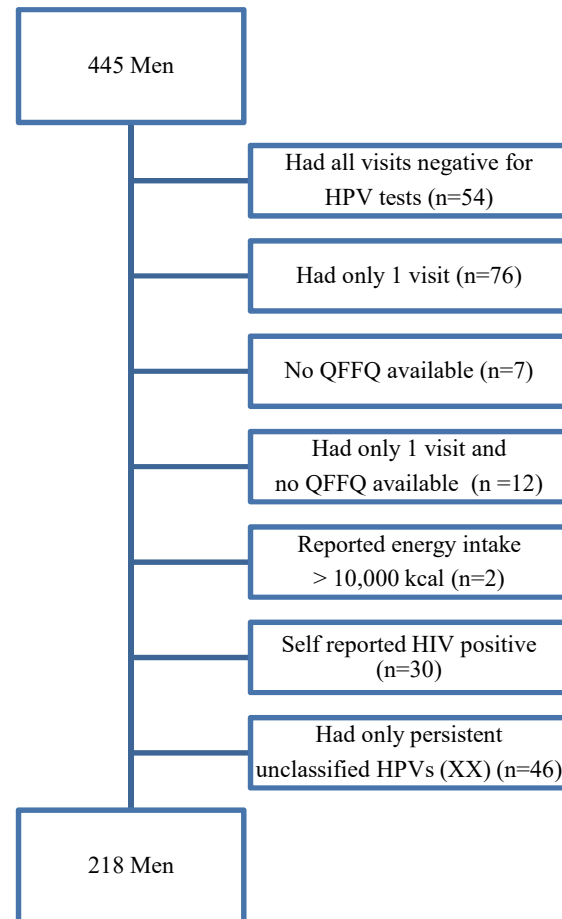 445 Men
Had all visits negative for
HPV tests (n=54)
Had only 1 visit (n=76)
No QFFQ available (n=7)
Had only 1 visit and
no QFFQ available (n =12)
Reported energy intake
> 10,000 kcal (n=2)
Self reported HIV positive
(n=30)
Had only persistent
unclassified HPVs (XX) (n=46)
218 Men